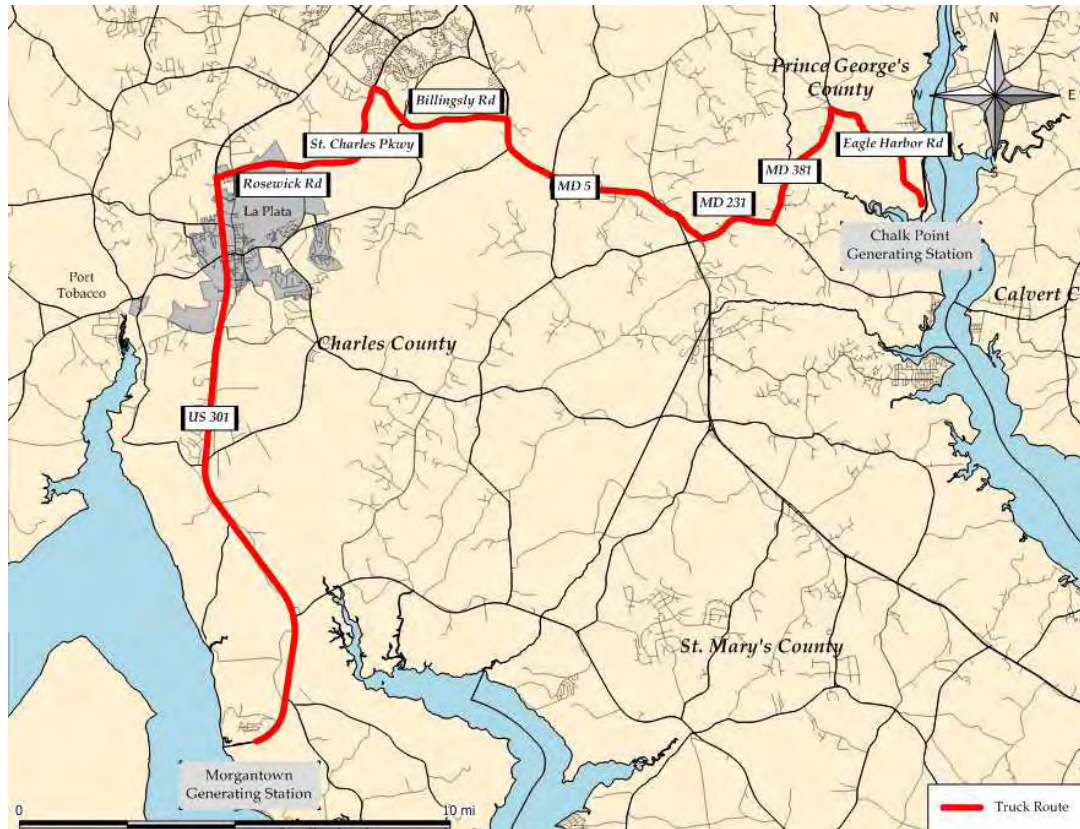 N
Prince George's
County
W
E
S
Billingsly Rd
St. Charles Pkwy
Eagle Harbor Rd
MD 381
Rosewick Rd
MD 5
MD 231
La Plata
Chalk Point
Generating Station
Port
Tobacco
Calvert C
Charles County
US 301
St. Mary's County
Morgantown
Generating Station
0
10 mi
Truck Route